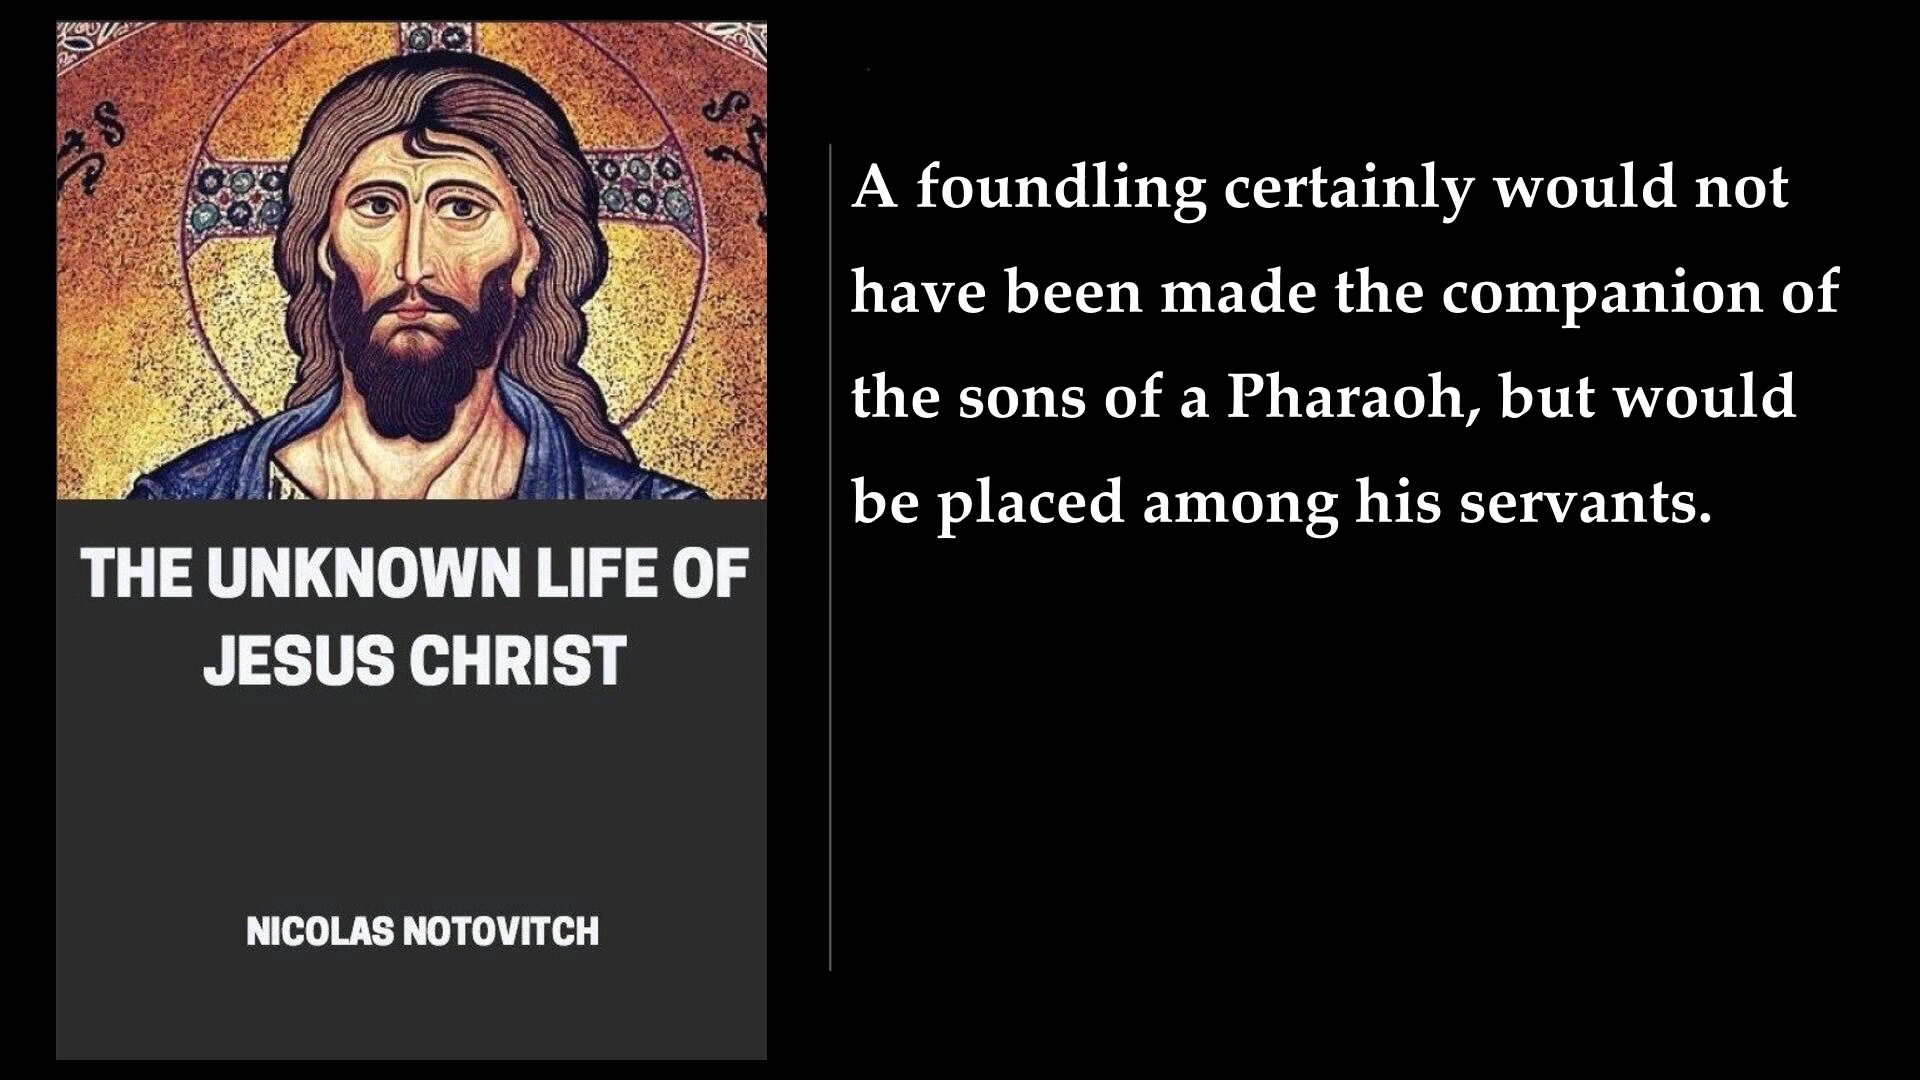 THE UNKNOWN LIFE OF
JESUS CHRIST
NICOLAS NOTOVITCH
A foundling certainly would not
have been made the companion of
the sons of a Pharaoh, but would
be placed among his servants.